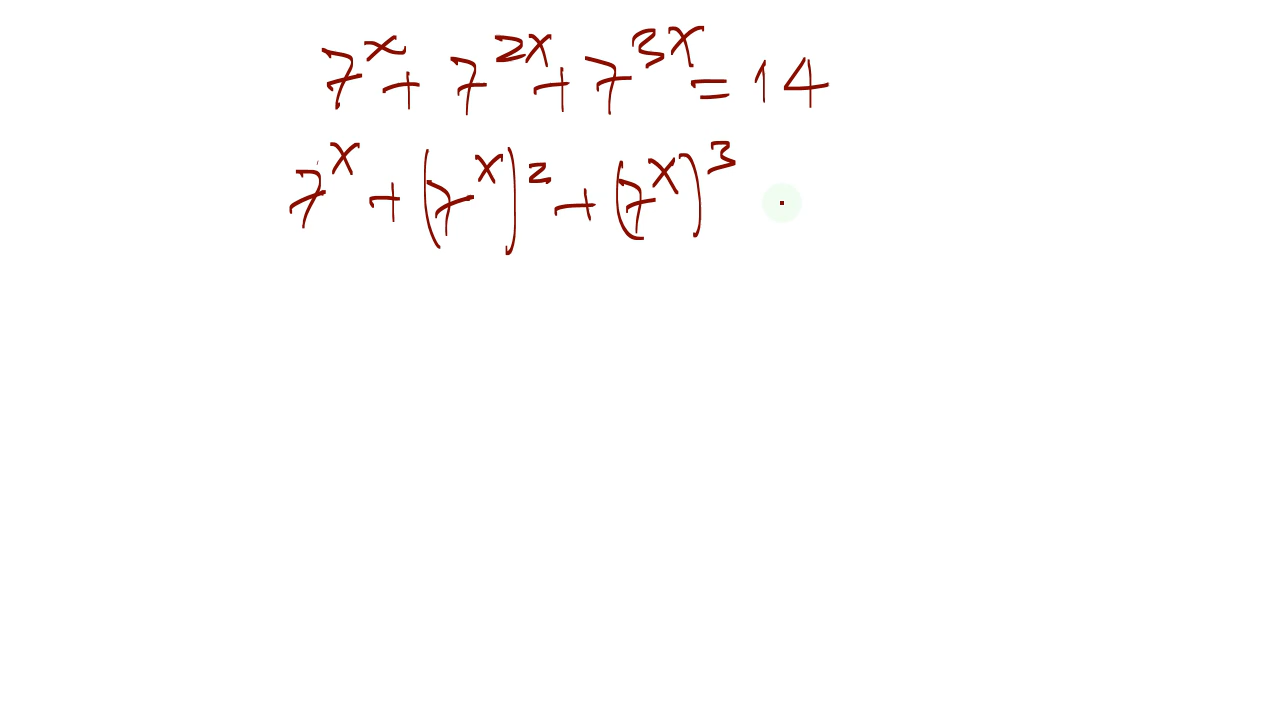 7^x + 7^{2x} + 7^{3x} = 14
7^x + (7^x)^2 + (7^x)^3